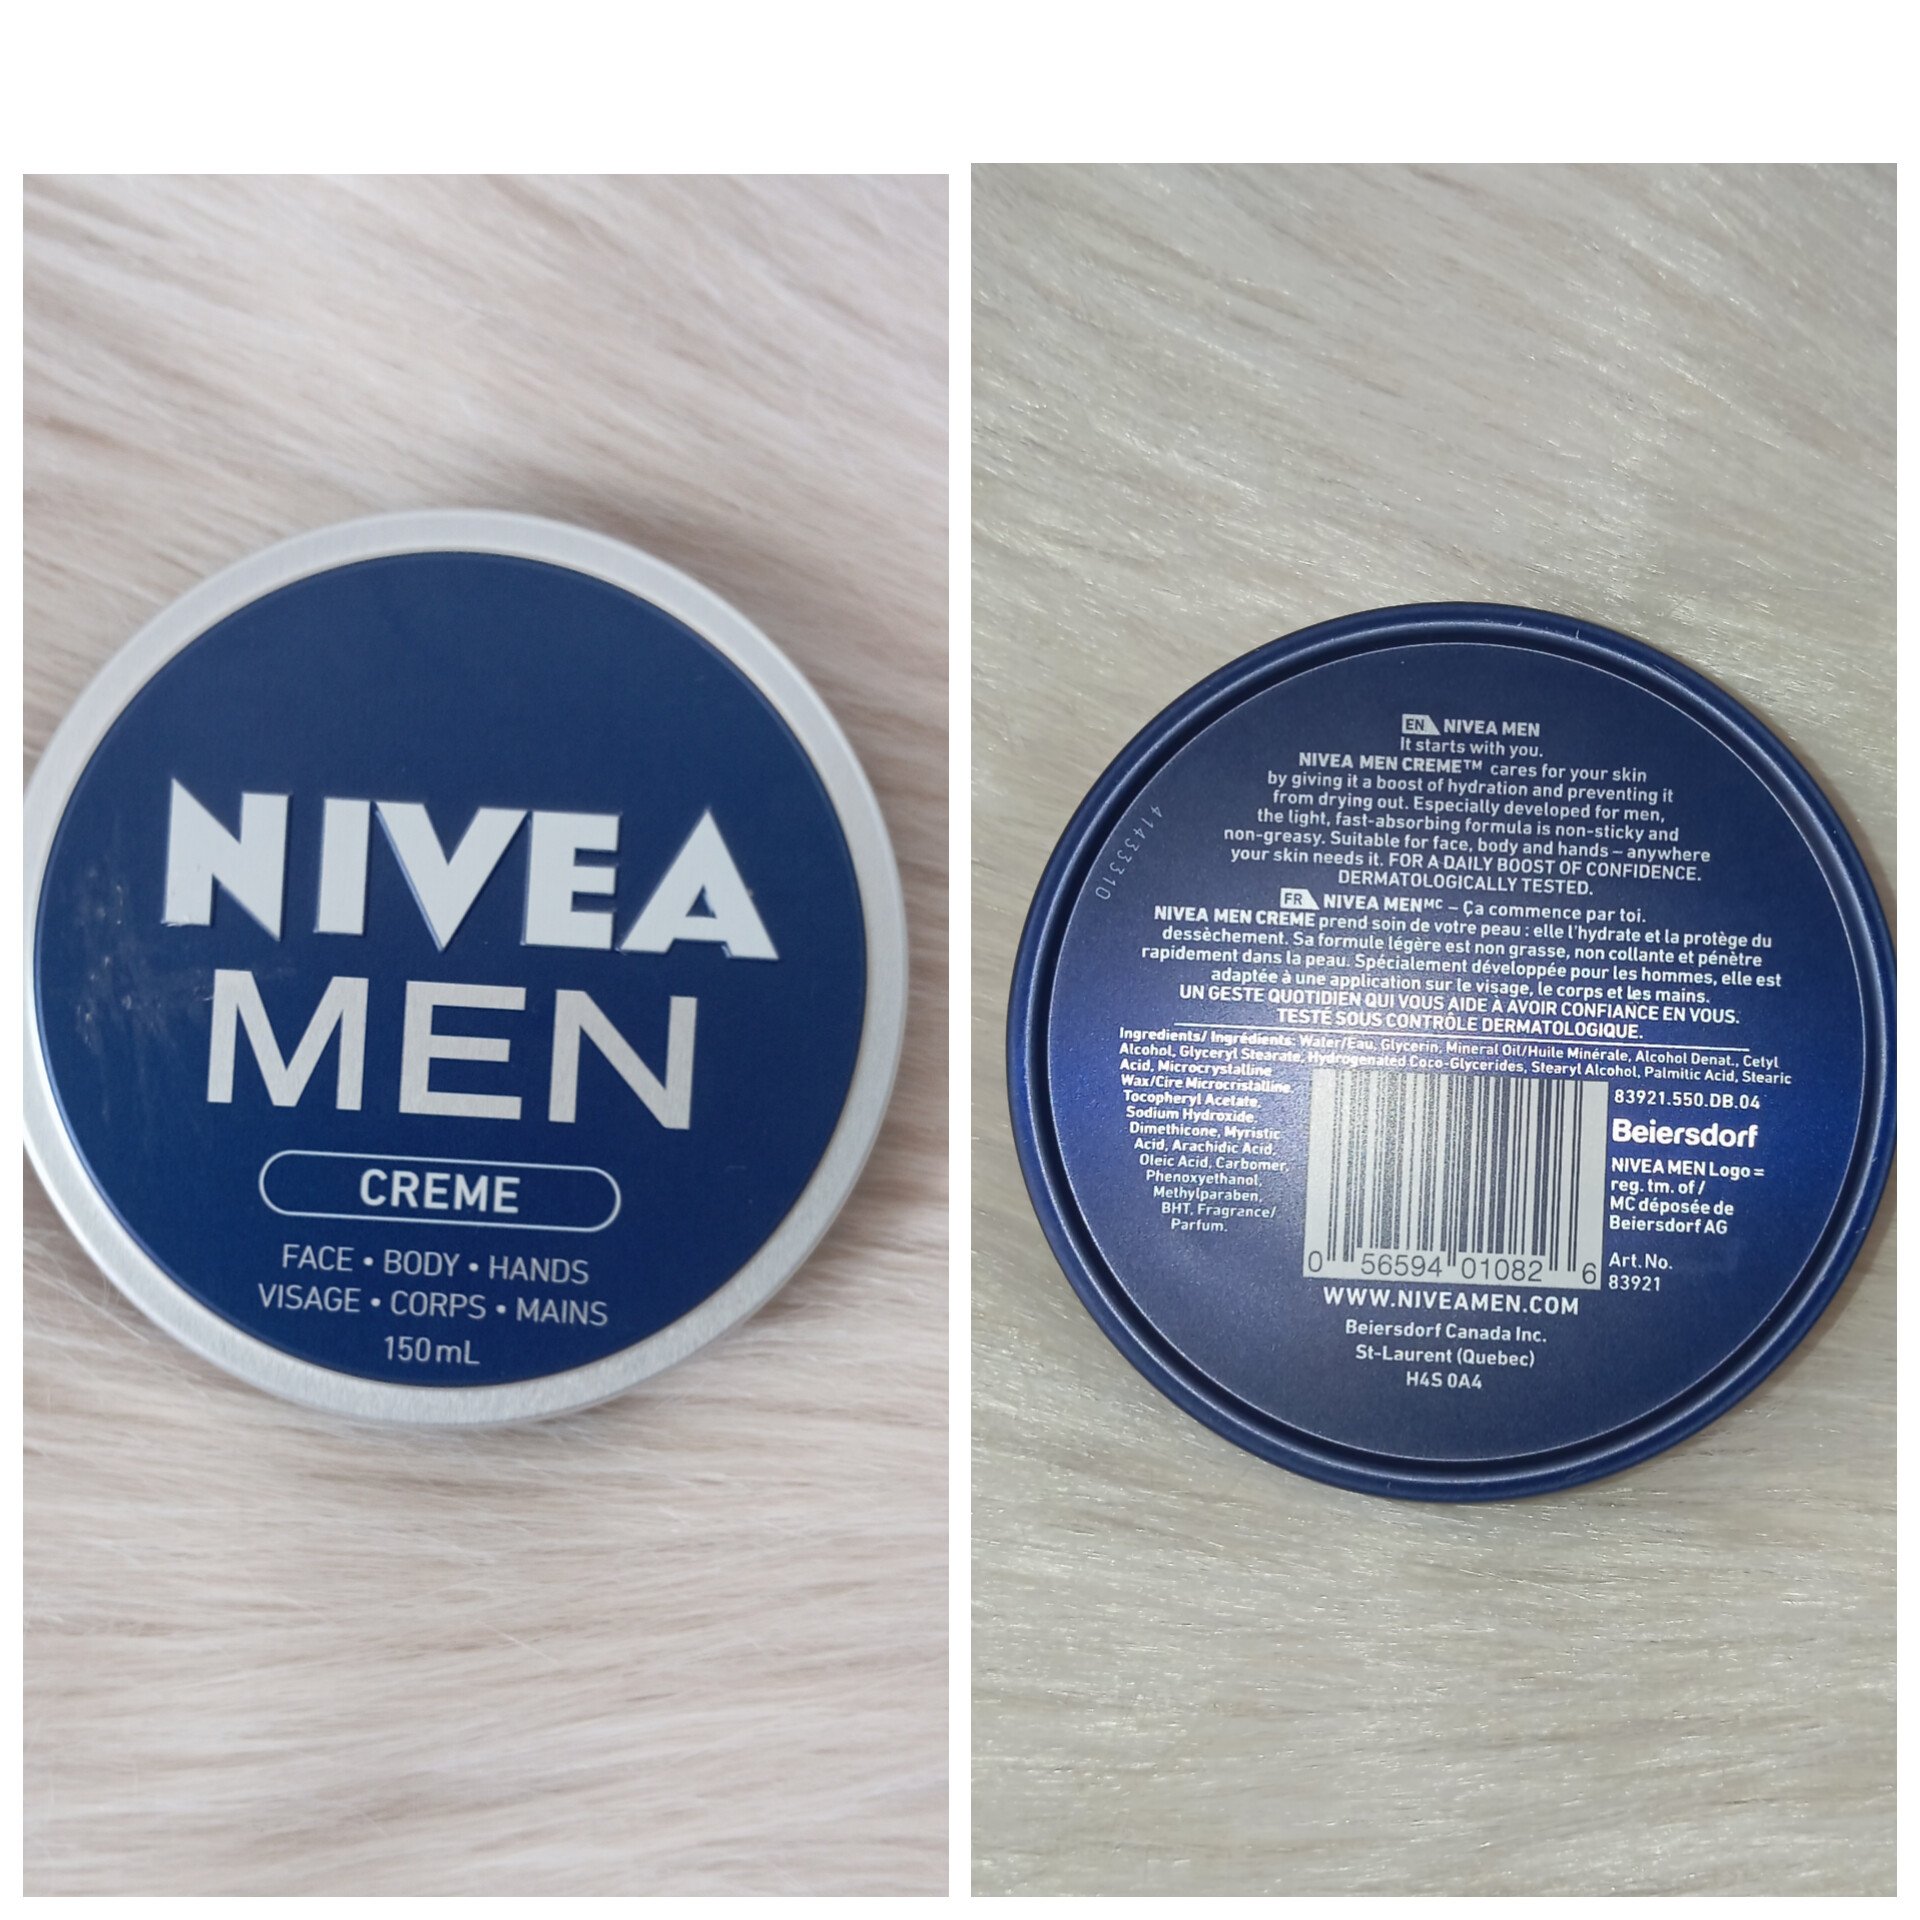 NIVEA
MEN
CREME
FACE • BODY • HANDS
VISAGE • CORPS • MAINS
150 mL
EN NIVEA MEN
It starts with you.
NIVEA MEN CREME™ cares for your skin
by giving it a boost of hydration and preventing it
from drying out. Especially developed for men,
the light, fast-absorbing formula is non-sticky and
non-greasy. Suitable for face, body and hands – anywhere
your skin needs it. FOR A DAILY BOOST OF CONFIDENCE.
DERMATOLOGICALLY TESTED.
FR NIVEA MENᴹᶜ – Ça commence par toi.
NIVEA MEN CREME prend soin de votre peau : elle l'hydrate et la protège du
dessèchement. Sa formule légère est non grasse, non collante et pénètre
rapidement dans la peau. Spécialement développée pour les hommes, elle est
adaptée à une application sur le visage, le corps et les mains.
UN GESTE QUOTIDIEN QUI VOUS AIDE À AVOIR CONFIANCE EN VOUS.
TESTÉ SOUS CONTRÔLE DERMATOLOGIQUE.
Ingredients/ Ingrédients: Water/Eau, Glycerin, Mineral Oil/Huile Minérale, Alcohol Denat., Cetyl
Alcohol, Glyceryl Stearate, Hydrogenated Coco-Glycerides, Stearyl Alcohol, Palmitic Acid, Stearic
Acid, Microcrystalline
Wax/Cire Microcristalline,
Tocopheryl Acetate,
Sodium Hydroxide,
Dimethicone, Myristic
Acid, Arachidic Acid,
Oleic Acid, Carbomer,
Phenoxyethanol,
Methylparaben,
BHT, Fragrance/
Parfum.
83921.550.DB.04
Beiersdorf
NIVEA MEN Logo =
reg. tm. of /
MC déposée de
Beiersdorf AG
Art. No.
83921
0 56594 01082 6
WWW.NIVEAMEN.COM
Beiersdorf Canada Inc.
St-Laurent (Quebec)
H4S 0A4
41433310